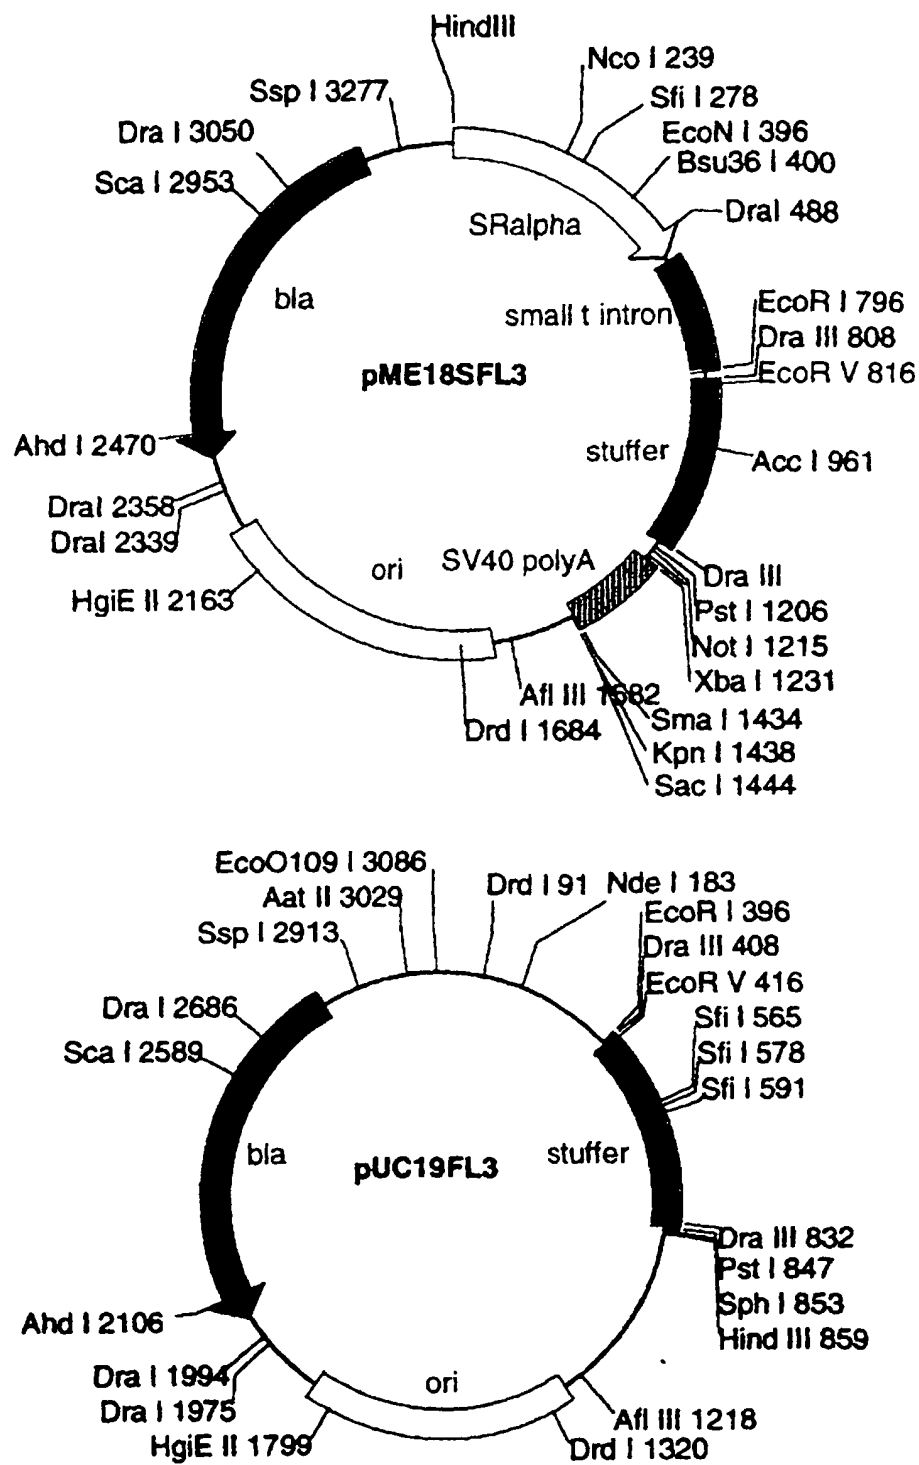 HindIII
Nco I 239
Ssp I 3277
Sfi I 278
Dra I 3050
EcoN I 396
Bsu36 I 400
Sca I 2953
DraI 488
SRalpha
bla
small t intron
EcoR I 796
Dra III 808
pME18SFL3
EcoR V 816
Ahd I 2470
stuffer
Acc I 961
DraI 2358
DraI 2339
ori
SV40 polyA
Dra III
HgiE II 2163
Pst I 1206
Not I 1215
Xba I 1231
Afl III 1682
Sma I 1434
Drd I 1684
Kpn I 1438
Sac I 1444
EcoO109 I 3086
Drd I 91
Nde I 183
Aat II 3029
EcoR I 396
Ssp I 2913
Dra III 408
EcoR V 416
Dra I 2686
Sfi I 565
Sca I 2589
Sfi I 578
Sfi I 591
bla
pUC19FL3
stuffer
Dra III 832
Pst I 847
Sph I 853
Ahd I 2106
Hind III 859
Dra I 1994
ori
Dra I 1975
Afl III 1218
HgiE II 1799
Drd I 1320